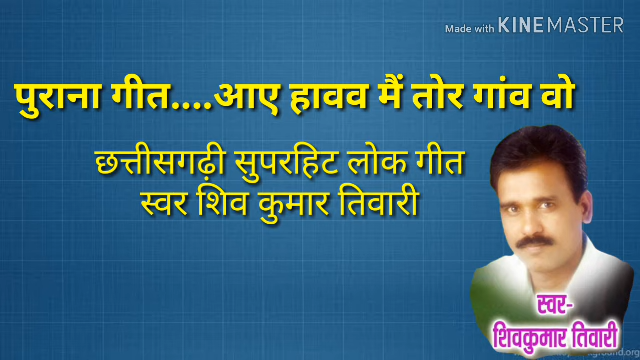 Made with KINEMASTER
पुराना गीत....आए हावव मैं तोर गांव वो
छत्तीसगढ़ी सुपरहिट लोक गीत
स्वर शिव कुमार तिवारी
स्वर-
शिवकुमार तिवारी